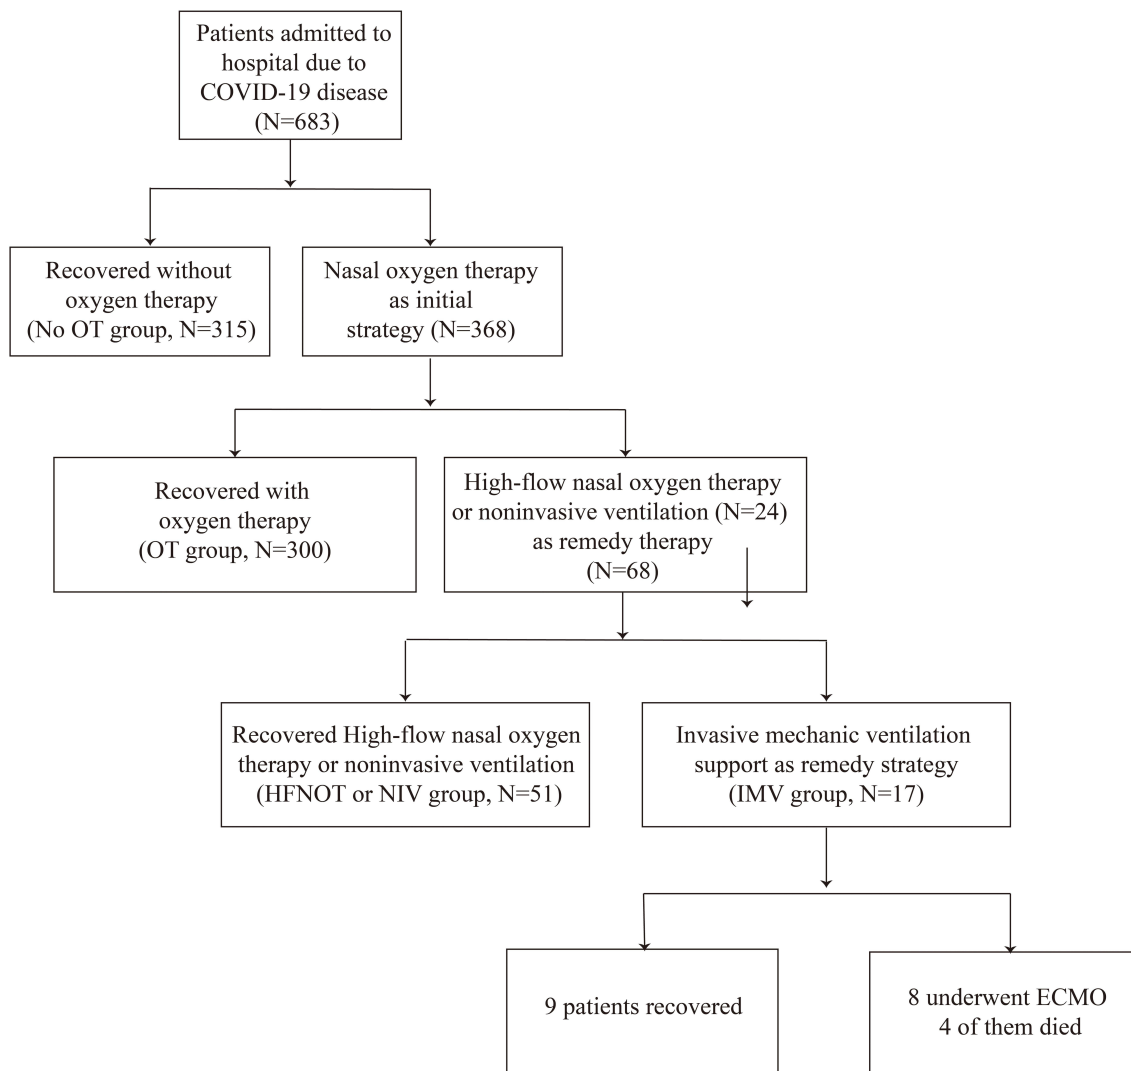 Patients admitted to
hospital due to
COVID-19 disease
(N=683)
Recovered without
oxygen therapy
(No OT group, N=315)
Nasal oxygen therapy
as initial
strategy (N=368)
Recovered with
oxygen therapy
(OT group, N=300)
High-flow nasal oxygen therapy
or noninvasive ventilation (N=24)
as remedy therapy
(N=68)
Recovered High-flow nasal oxygen
therapy or noninvasive ventilation
(HFNOT or NIV group, N=51)
Invasive mechanic ventilation
support as remedy strategy
(IMV group, N=17)
9 patients recovered
8 underwent ECMO
4 of them died